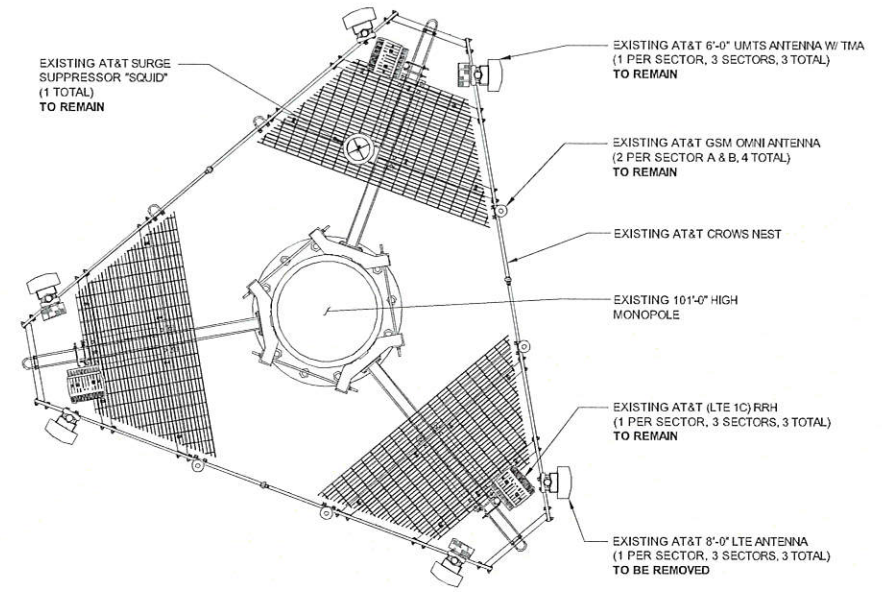 EXISTING AT&T SURGE
SUPPRESSOR "SQUID"
(1 TOTAL)
TO REMAIN
EXISTING AT&T 6'-0" UMTS ANTENNA W/ TMA
(1 PER SECTOR, 3 SECTORS, 3 TOTAL)
TO REMAIN
EXISTING AT&T GSM OMNI ANTENNA
(2 PER SECTOR A & B, 4 TOTAL)
TO REMAIN
EXISTING AT&T CROWS NEST
EXISTING 101'-0" HIGH
MONOPOLE
EXISTING AT&T (LTE 1C) RRH
(1 PER SECTOR, 3 SECTORS, 3 TOTAL)
TO REMAIN
EXISTING AT&T 8'-0" LTE ANTENNA
(1 PER SECTOR, 3 SECTORS, 3 TOTAL)
TO BE REMOVED